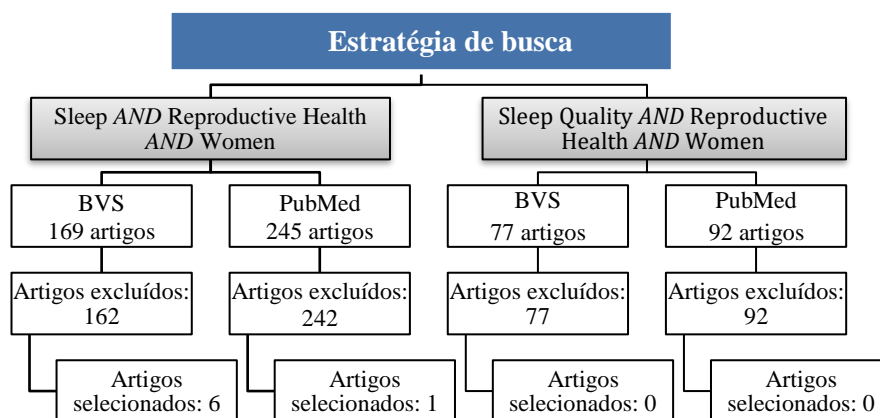 Estratégia de busca
Sleep AND Reproductive Health
AND Women
Sleep Quality AND Reproductive
Health AND Women
BVS
169 artigos
PubMed
245 artigos
BVS
77 artigos
PubMed
92 artigos
Artigos excluídos:
162
Artigos excluídos:
242
Artigos excluídos:
77
Artigos excluídos:
92
Artigos
selecionados: 6
Artigos
selecionados: 1
Artigos
selecionados: 0
Artigos
selecionados: 0